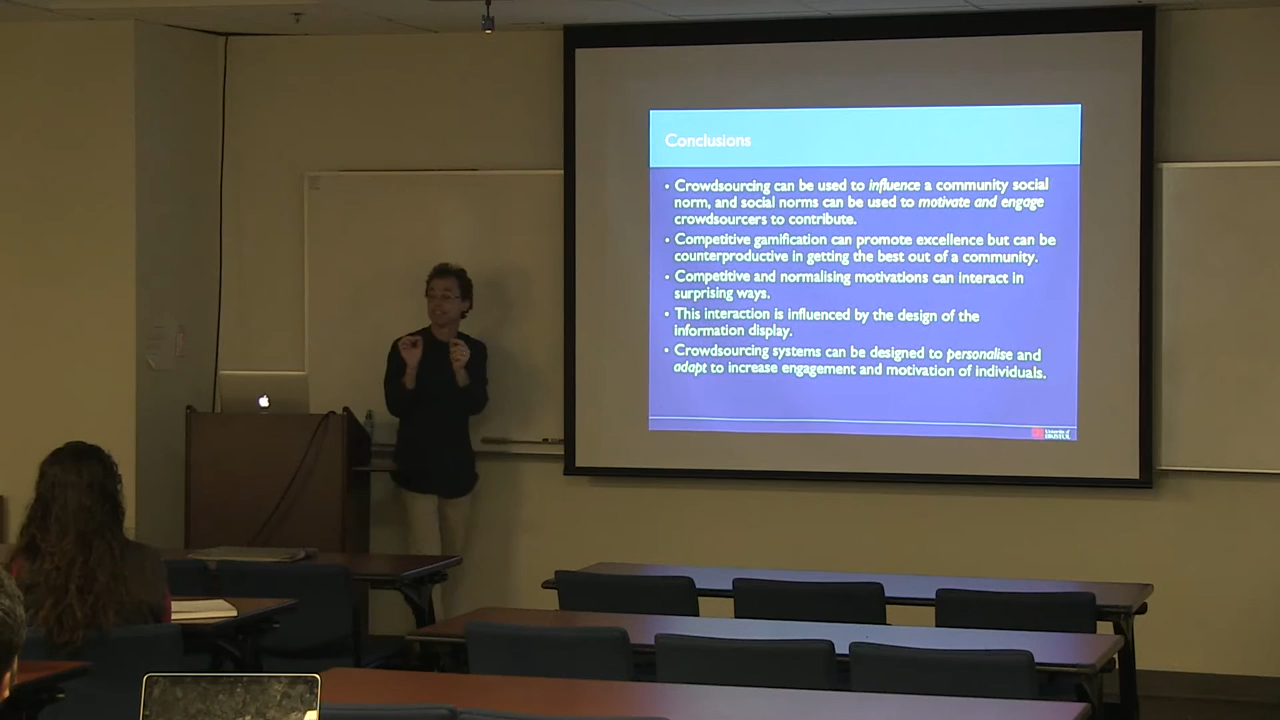 Conclusions
• Crowdsourcing can be used to influence a community social
norm, and social norms can be used to motivate and engage
crowdsourcers to contribute.
• Competitive gamification can promote excellence but can be
counterproductive in getting the best out of a community.
• Competitive and normalising motivations can interact in
surprising ways.
• This interaction is influenced by the design of the
information display.
• Crowdsourcing systems can be designed to personalise and
adapt to increase engagement and motivation of individuals.
University of
BRISTOL